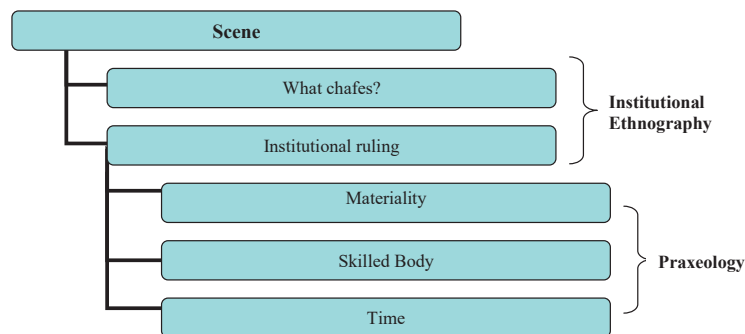 Scene
What chafes?
Institutional
Ethnography
Institutional ruling
Materiality
Skilled Body
Praxeology
Time